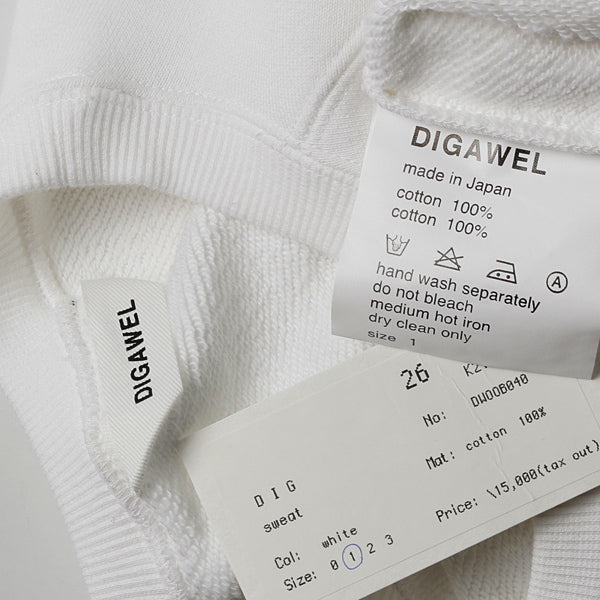 DIGAWEL
made in Japan
cotton 100%
cotton 100%
A
hand wash separately
do not bleach
medium hot iron
dry clean only
size 1
DIGAWEL
26
No: DWOOB040
Mat: cotton 100%
Price: \15,000(tax out)
DIG
sweat
Col: white
Size: 0 1 2 3